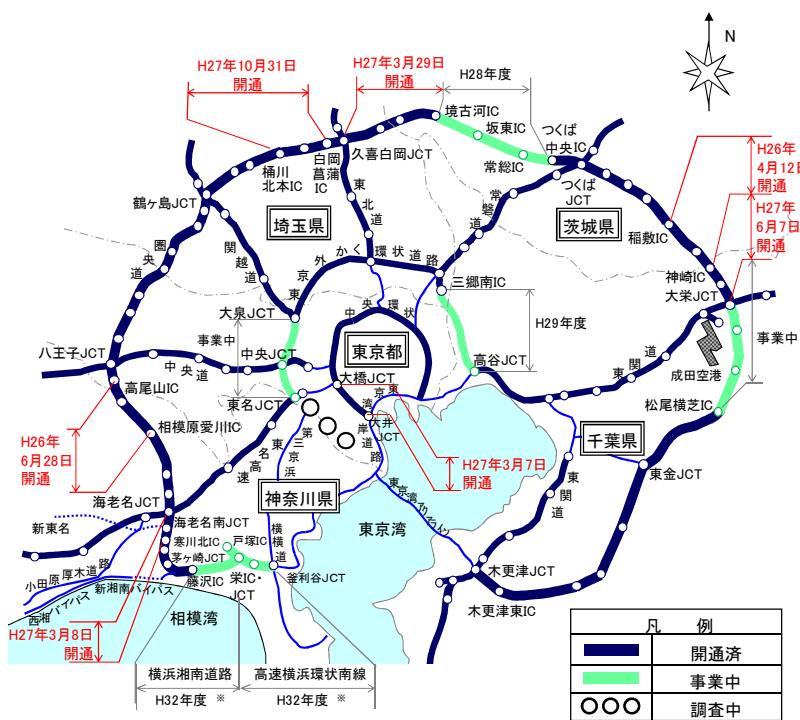 N
H27年10月31日
開通
H27年3月29日
開通
H28年度
境古河IC
坂東IC
常総IC
つくば
中央IC
つくば
JCT
H26年
4月12日
開通
H27年
6月7日
開通
桶川
北本IC
白岡
菖蒲
IC
久喜白岡JCT
東北道
常磐道
茨城県
稲敷IC
神崎IC
大栄JCT
鶴ヶ島JCT
埼玉県
圏央道
関越道
東京外かく環状道路
三郷南IC
中央環状
H29年度
事業中
大泉JCT
事業中
東京都
高谷JCT
東関道
成田空港
八王子JCT
中央道
中央JCT
大橋JCT
高尾山IC
東名JCT
東京湾岸道路
大井
JCT
松尾横芝IC
相模原愛川IC
東名高速
第三京浜
千葉県
H26年
6月28日
開通
H27年3月7日
開通
東金JCT
海老名JCT
神奈川県
東京湾
東関道
新東名
海老名南JCT
寒川北IC
戸塚IC
横横道
東京湾アクアライン
茅ヶ崎JCT
小田原厚木道路
新湘南バイパス
西湘バイパス
藤沢IC
栄IC・
JCT
釜利谷JCT
木更津JCT
木更津東IC
H27年3月8日
開通
相模湾
横浜湘南道路
高速横浜環状南線
H32年度 ※
H32年度 ※
凡 例
開通済
事業中
調査中